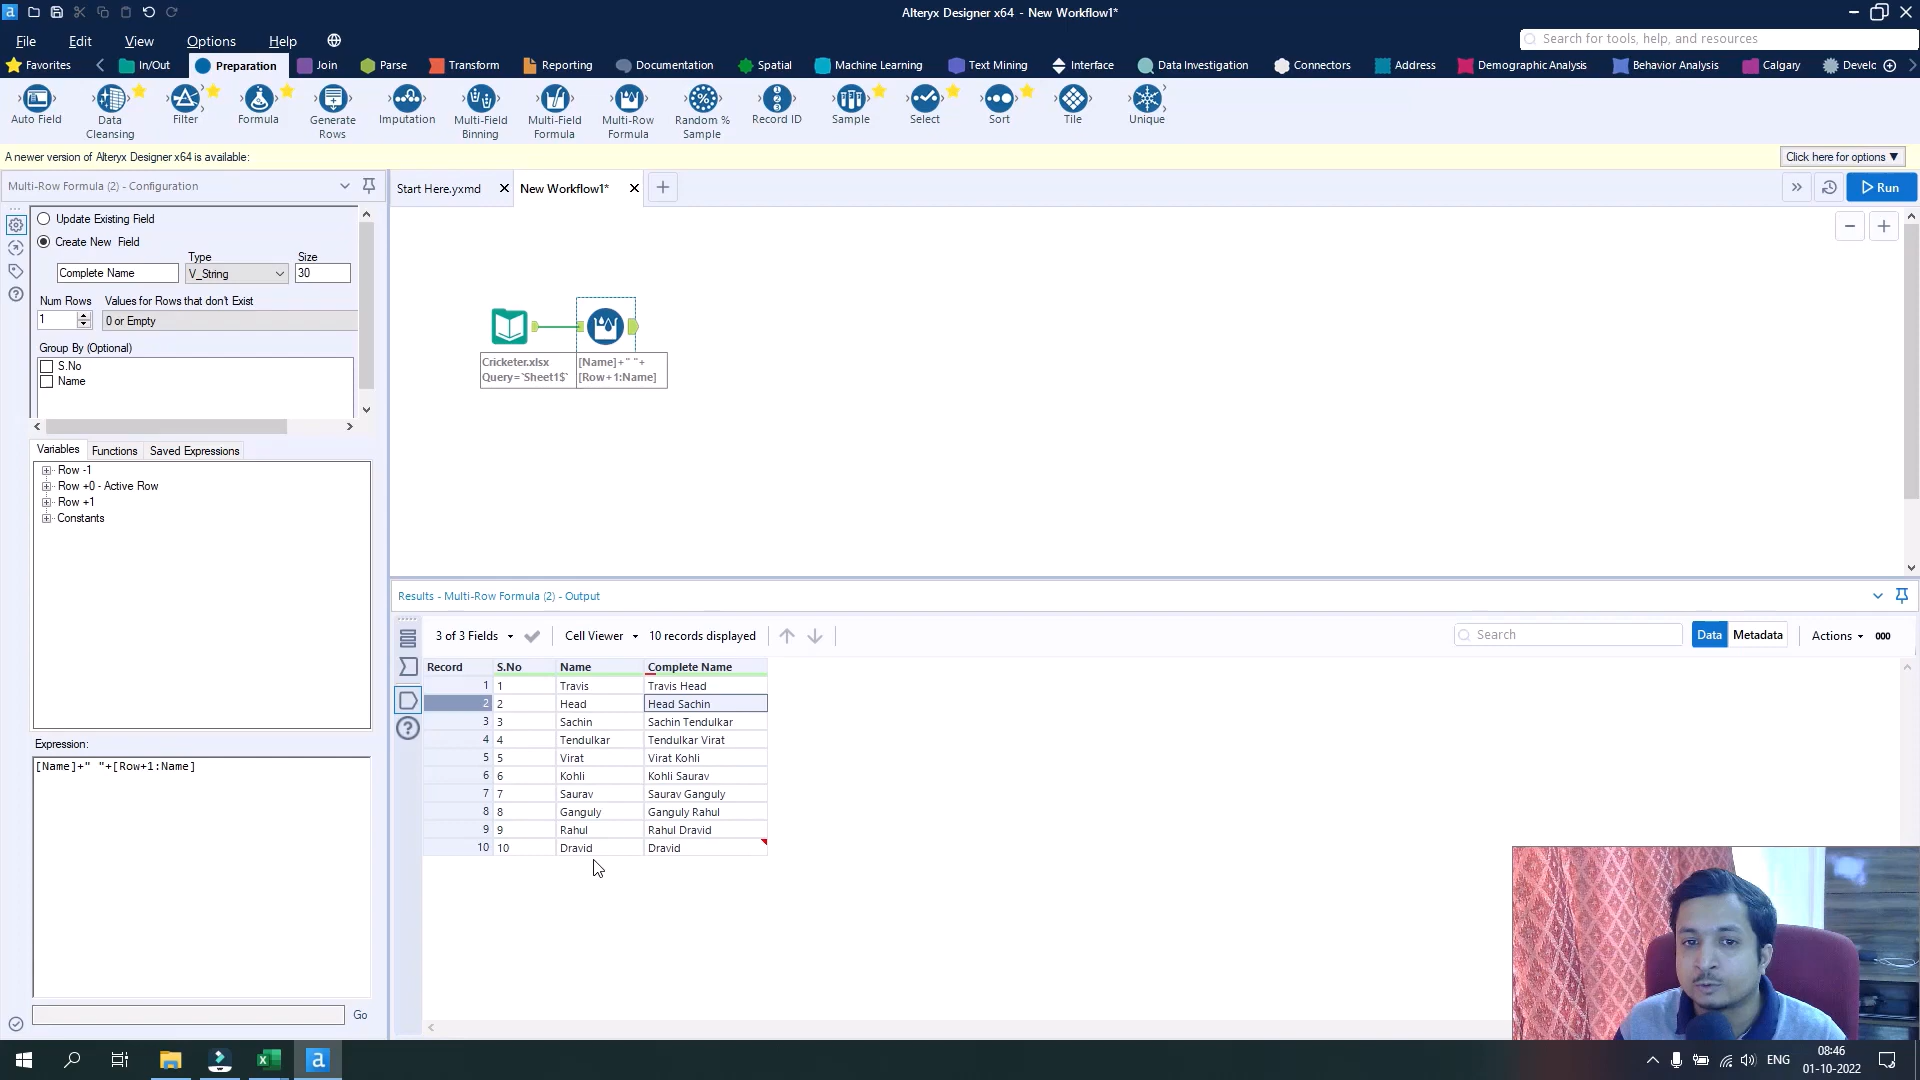 Alteryx Designer x64 - New Workflow1*
File Edit View Options Help
Search for tools, help, and resources
Favorites In/Out Preparation Join Parse Transform Reporting Documentation Spatial Machine Learning Text Mining Interface Data Investigation Connectors Address Demographic Analysis Behavior Analysis Calgary Develo
Auto Field Data Cleansing Filter Formula Generate Rows Imputation Multi-Field Binning Multi-Field Formula Multi-Row Formula Random % Sample Record ID Sample Select Sort Tile Unique
A newer version of Alteryx Designer x64 is available:
Click here for options ▼
Multi-Row Formula (2) - Configuration
Start Here.yxmd New Workflow1*
Run
Update Existing Field
Create New Field
Type Size
Complete Name V_String 30
Num Rows Values for Rows that don't Exist
1 0 or Empty
Group By (Optional)
S.No
Name
Cricketer.xlsx
Query=`Sheet1$`
[Name]+" "+
[Row+1:Name]
Variables Functions Saved Expressions
Row -1
Row +0 - Active Row
Row +1
Constants
Expression:
[Name]+" "+[Row+1:Name]
Go
Results - Multi-Row Formula (2) - Output
3 of 3 Fields Cell Viewer 10 records displayed
Search
Data Metadata Actions 000
Record S.No Name Complete Name
1 1 Travis Travis Head
2 2 Head Head Sachin
3 3 Sachin Sachin Tendulkar
4 4 Tendulkar Tendulkar Virat
5 5 Virat Virat Kohli
6 6 Kohli Kohli Saurav
7 7 Saurav Saurav Ganguly
8 8 Ganguly Ganguly Rahul
9 9 Rahul Rahul Dravid
10 10 Dravid Dravid
ENG
08:46
01-10-2022